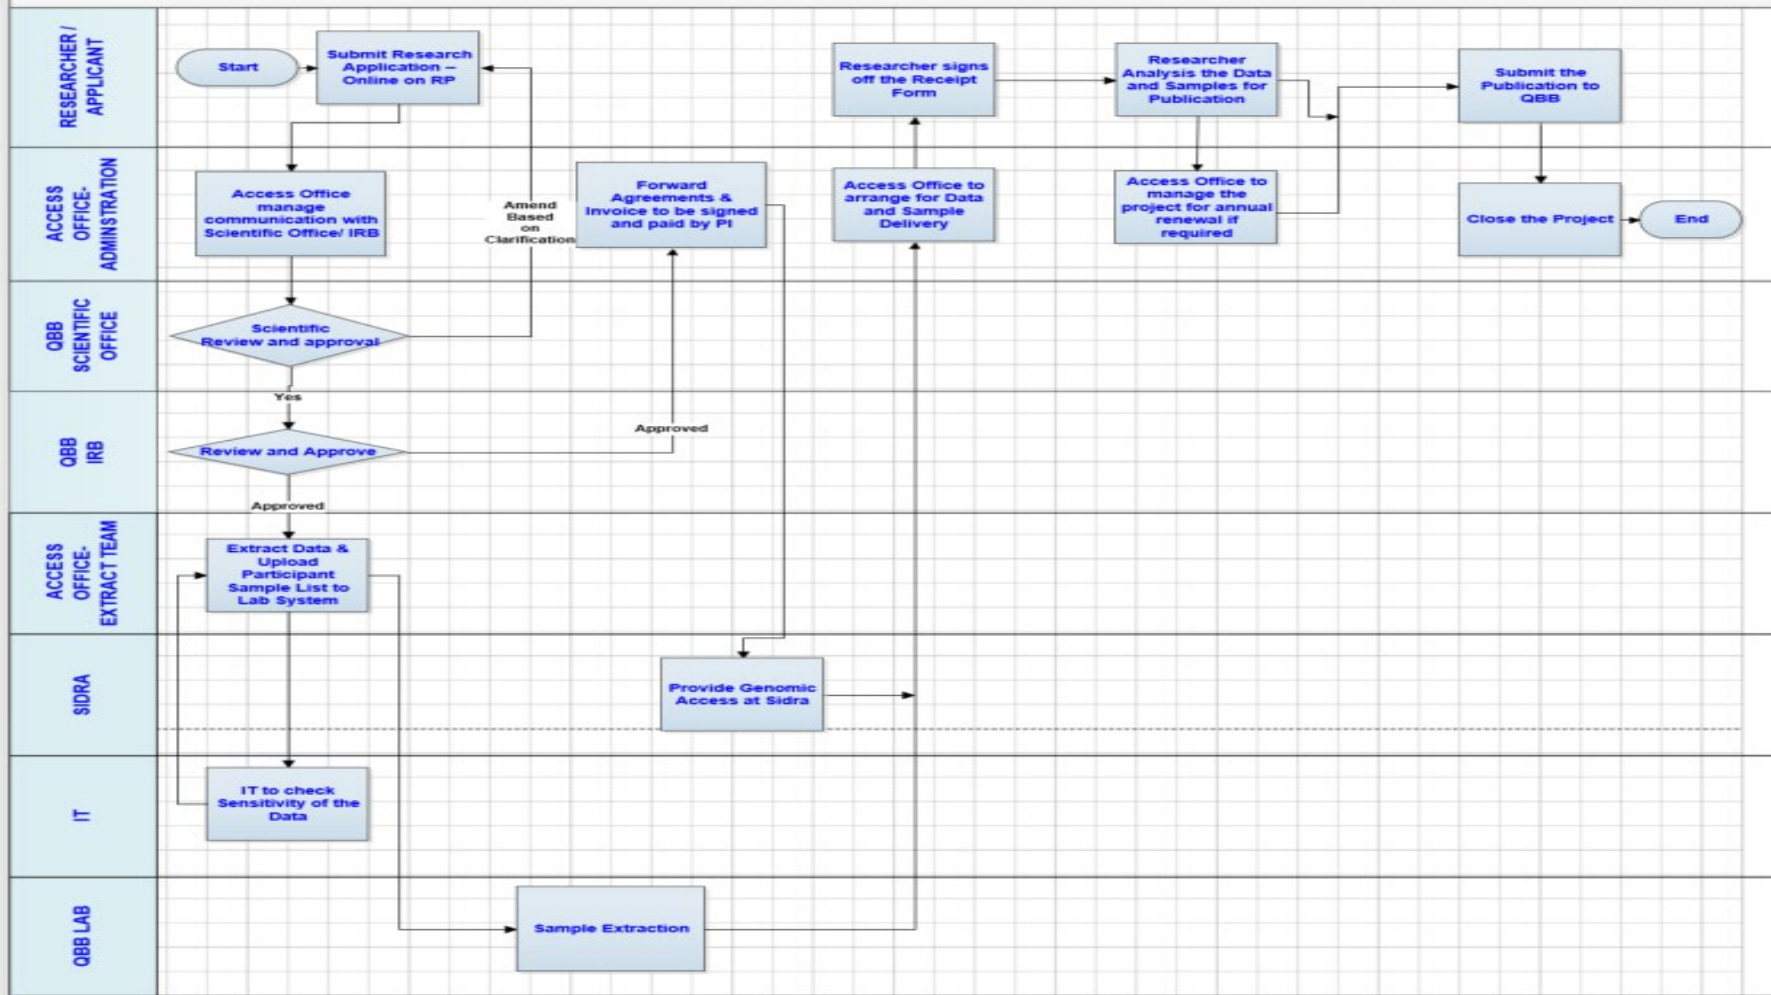 RESEARCHER /
APPLICANT
Start
Submit Research
Application –
Online on RP
Researcher signs
off the Receipt
Form
Researcher
Analysis the Data
and Samples for
Publication
Submit the
Publication to
QBB
ACCESS
OFFICE-
ADMINSTRATION
Access Office
manage
communication with
Scientific Office/ IRB
Amend
Based
on
Clarification
Forward
Agreements &
Invoice to be signed
and paid by PI
Access Office to
arrange for Data
and Sample
Delivery
Access Office to
manage the
project for annual
renewal if
required
Close the Project
End
QBB
SCIENTIFIC
OFFICE
Scientific
Review and approval
Yes
QBB
IRB
Review and Approve
Approved
Approved
ACCESS
OFFICE-
EXTRACT TEAM
Extract Data &
Upload
Participant
Sample List to
Lab System
SIDRA
Provide Genomic
Access at Sidra
IT
IT to check
Sensitivity of the
Data
QBB LAB
Sample Extraction